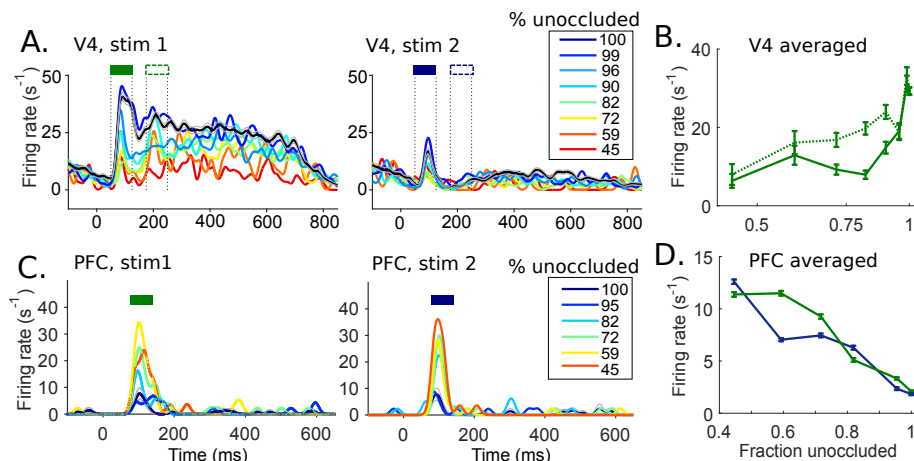 A.
V4, stim 1
V4, stim 2
% unoccluded
100
99
96
90
82
72
59
45
Firing rate (s⁻¹)
50
25
0
0 200 400 600 800
50
25
0
0 200 400 600 800
B.
V4 averaged
Firing rate (s⁻¹)
40
30
20
10
0
0.5 0.75 1
C.
PFC, stim1
PFC, stim 2
% unoccluded
100
95
82
72
59
45
Firing rate (s⁻¹)
40
30
20
10
0
0 200 400 600
Time (ms)
40
30
20
10
0
0 200 400 600
Time (ms)
D.
PFC averaged
Firing rate (s⁻¹)
15
10
5
0
0.4 0.6 0.8 1
Fraction unoccluded